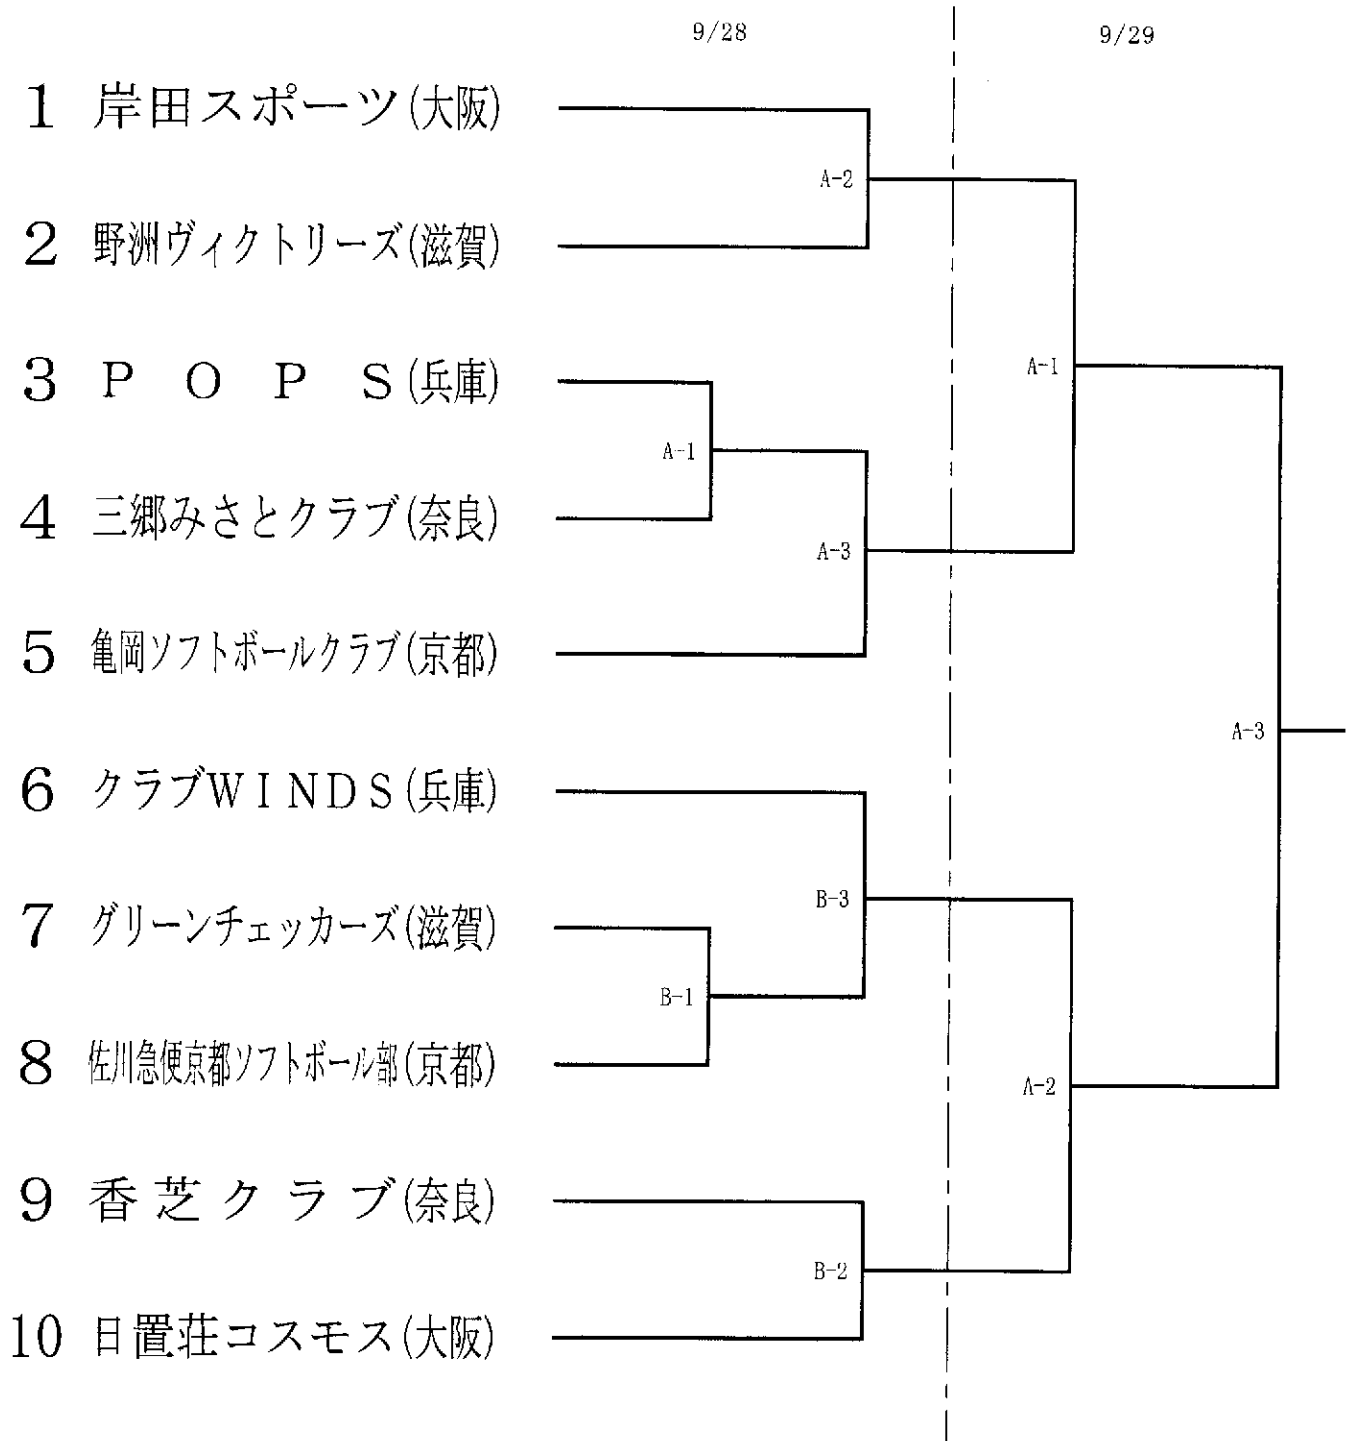 9/28 9/29
1 岸田スポーツ(大阪)
A-2
2 野洲ヴィクトリーズ(滋賀)
3 ＰＯＰＳ(兵庫)
A-1
A-1
4 三郷みさとクラブ(奈良)
A-3
5 亀岡ソフトボールクラブ(京都)
A-3
6 クラブＷＩＮＤＳ(兵庫)
B-3
7 グリーンチェッカーズ(滋賀)
B-1
8 佐川急便京都ソフトボール部(京都)
A-2
9 香芝クラブ(奈良)
B-2
10 日置荘コスモス(大阪)